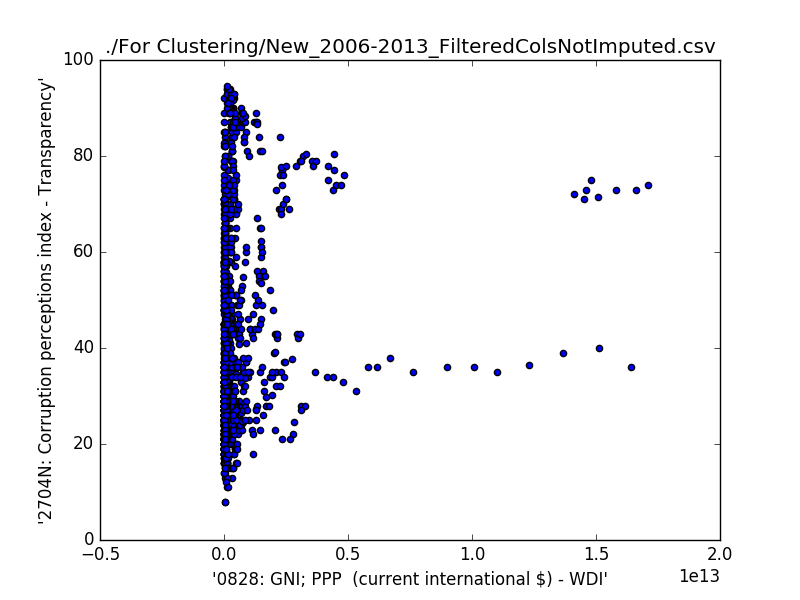 ./For Clustering/New_2006-2013_FilteredColsNotImputed.csv
100
80
60
40
20
0
'2704N: Corruption perceptions index - Transparency'
−0.5 0.0 0.5 1.0 1.5 2.0
1e13
'0828: GNI; PPP  (current international $) - WDI'